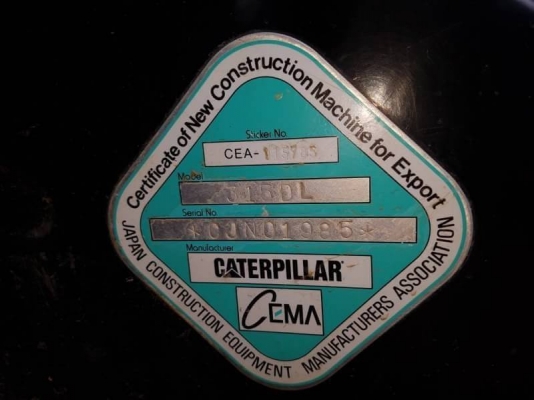 Certificate of New Construction Machine for Export
Sticker No.
Model
Serial No.
Manufacturer
CATERPILLAR
CEMA
JAPAN CONSTRUCTION EQUIPMENT MANUFACTURERS ASSOCIATION